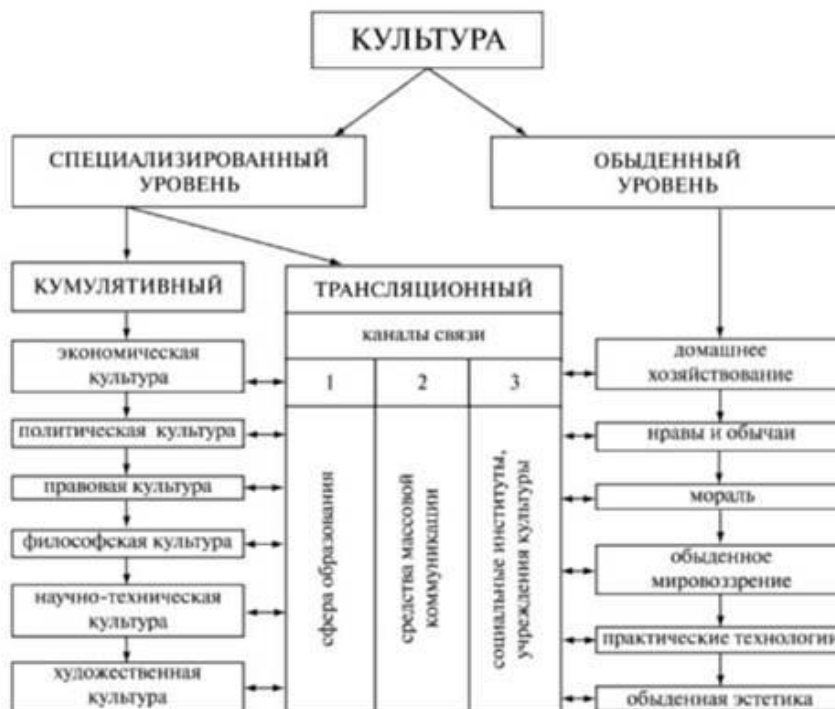 КУЛЬТУРА
СПЕЦИАЛИЗИРОВАННЫЙ
УРОВЕНЬ
ОБЫДЕННЫЙ
УРОВЕНЬ
КУМУЛЯТИВНЫЙ
экономическая
культура
политическая культура
правовая культура
философская культура
научно-техническая
культура
художественная
культура
ТРАНСЛЯЦИОННЫЙ
каналы связи
1
2
3
сфера образования
средства массовой
коммуникации
социальные институты,
учреждения культуры
домашнее
хозяйствование
нравы и обычаи
мораль
обыденное
мировоззрение
практические технологии
обыденная эстетика